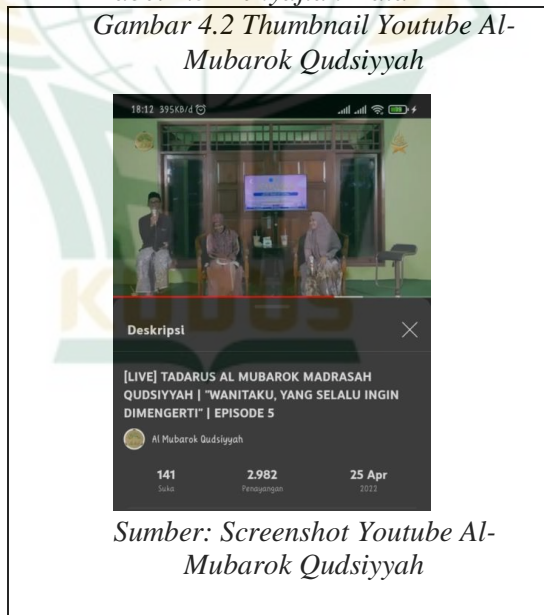 Gambar 4.2 Thumbnail Youtube Al-
Mubarok Qudsiyyah
18:12 395KB/d
Deskripsi
[LIVE] TADARUS AL MUBAROK MADRASAH
QUDSIYYAH | "WANITAKU, YANG SELALU INGIN
DIMENGERTI" | EPISODE 5
Al Mubarok Qudsiyyah
141 2.982 25 Apr
Suka Penayangan 2022
KUDUS
Sumber: Screenshot Youtube Al-
Mubarok Qudsiyyah